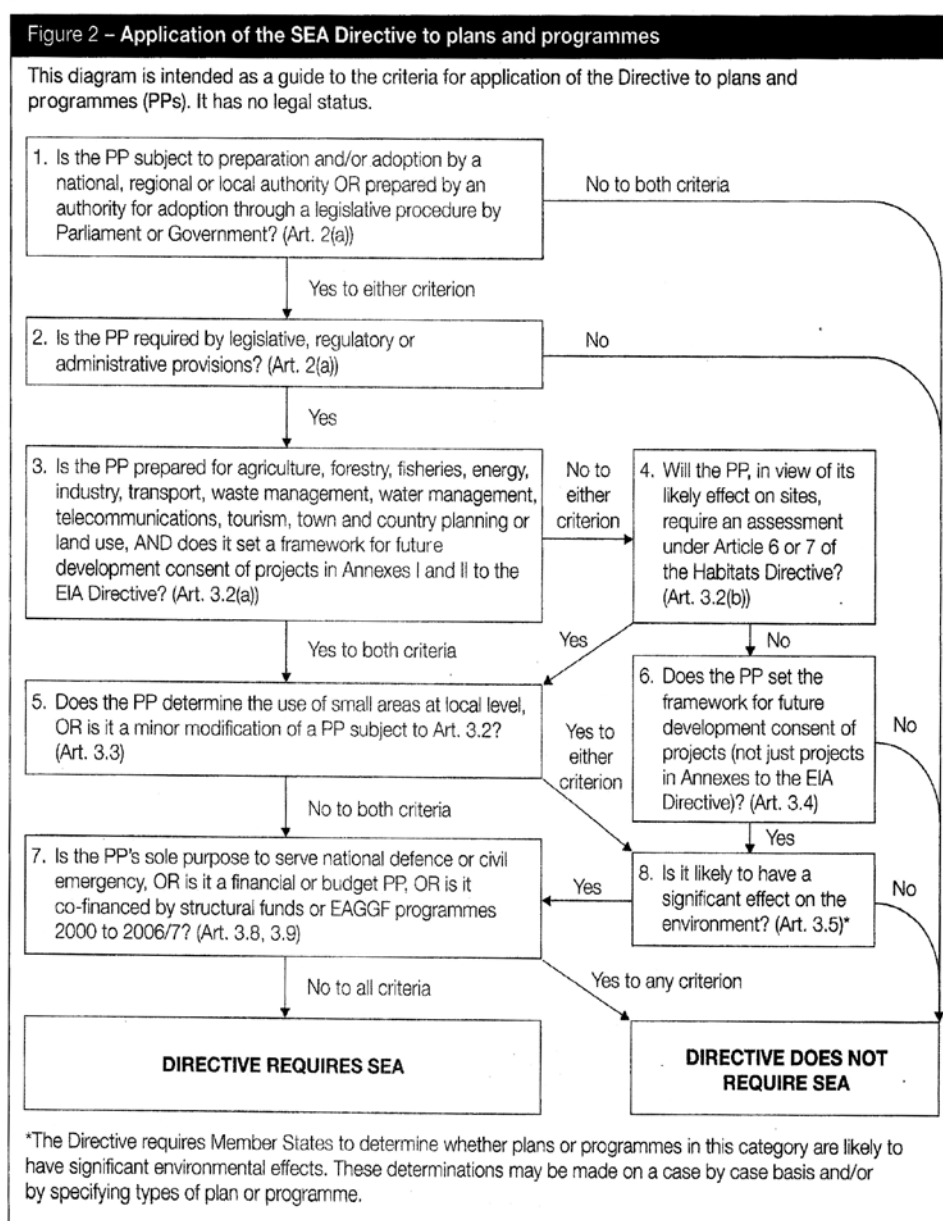 Figure 2 – Application of the SEA Directive to plans and programmes
This diagram is intended as a guide to the criteria for application of the Directive to plans and
programmes (PPs). It has no legal status.
1. Is the PP subject to preparation and/or adoption by a
national, regional or local authority OR prepared by an
authority for adoption through a legislative procedure by
Parliament or Government? (Art. 2(a))
No to both criteria
Yes to either criterion
2. Is the PP required by legislative, regulatory or
administrative provisions? (Art. 2(a))
No
Yes
3. Is the PP prepared for agriculture, forestry, fisheries, energy,
industry, transport, waste management, water management,
telecommunications, tourism, town and country planning or
land use, AND does it set a framework for future
development consent of projects in Annexes I and II to the
EIA Directive? (Art. 3.2(a))
No to
either
criterion
4. Will the PP, in view of its
likely effect on sites,
require an assessment
under Article 6 or 7 of
the Habitats Directive?
(Art. 3.2(b))
Yes to both criteria
Yes
No
5. Does the PP determine the use of small areas at local level,
OR is it a minor modification of a PP subject to Art. 3.2?
(Art. 3.3)
Yes to
either
criterion
6. Does the PP set the
framework for future
development consent of
projects (not just projects
in Annexes to the EIA
Directive)? (Art. 3.4)
No
No to both criteria
Yes
7. Is the PP's sole purpose to serve national defence or civil
emergency, OR is it a financial or budget PP, OR is it
co-financed by structural funds or EAGGF programmes
2000 to 2006/7? (Art. 3.8, 3.9)
Yes
8. Is it likely to have a
significant effect on the
environment? (Art. 3.5)*
No
No to all criteria
Yes to any criterion
DIRECTIVE REQUIRES SEA
DIRECTIVE DOES NOT
REQUIRE SEA
*The Directive requires Member States to determine whether plans or programmes in this category are likely to
have significant environmental effects. These determinations may be made on a case by case basis and/or
by specifying types of plan or programme.